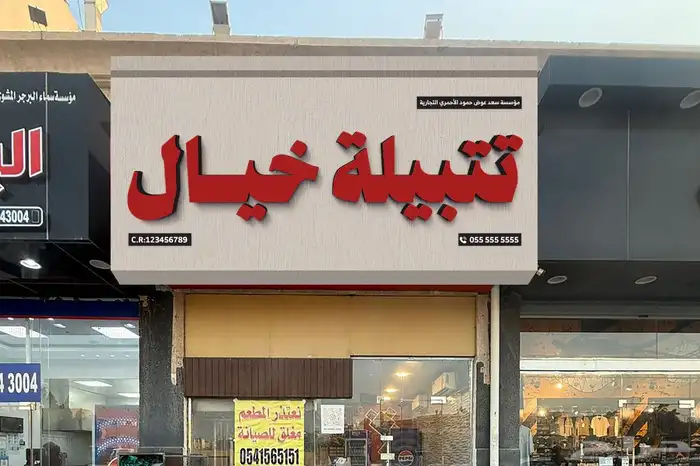 مؤسسة سعد عوض حمود الأحمري التجارية
تتبيلة خيال
C.R:123456789
055 555 5555
مؤسسة سماء البرجر المشوي
43004
3004
نعتذر المطعم
مغلق للصيانة
0541565151